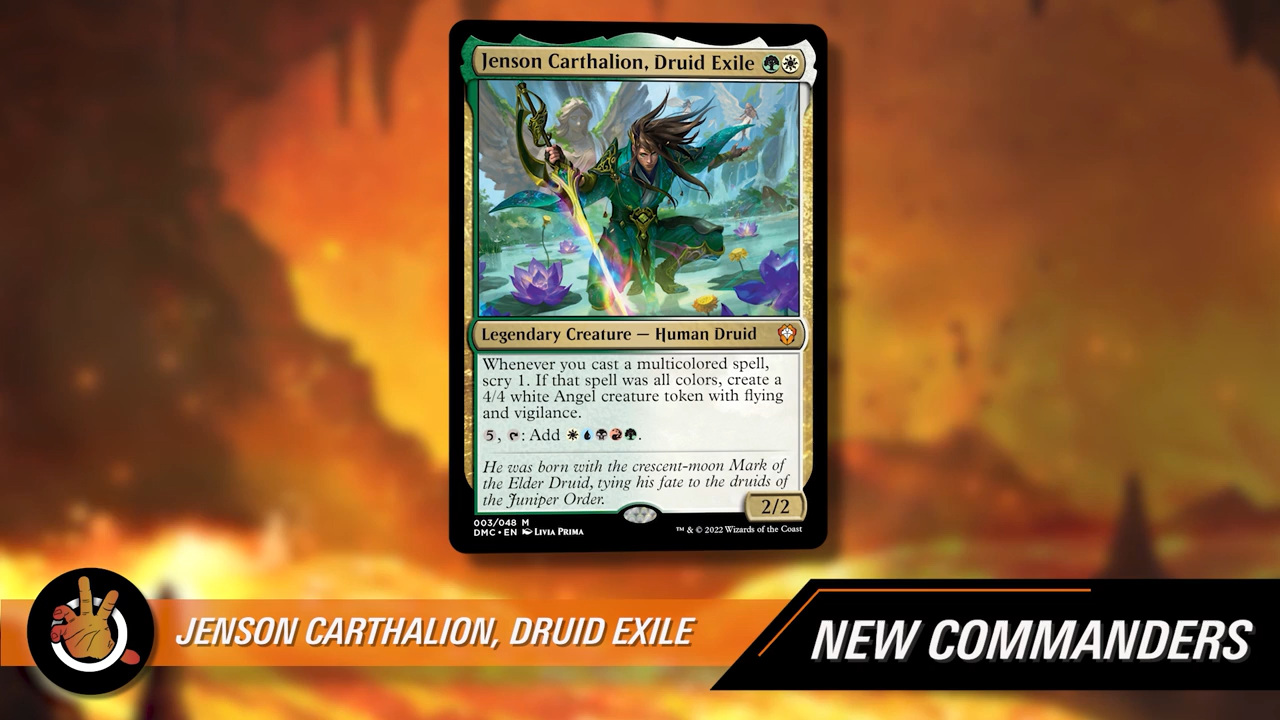 Jenson Carthalion, Druid Exile
Legendary Creature — Human Druid
Whenever you cast a multicolored spell,
scry 1. If that spell was all colors, create a
4/4 white Angel creature token with flying
and vigilance.
5, : Add .
He was born with the crescent-moon Mark of
the Elder Druid, tying his fate to the druids of
the Juniper Order.
2/2
003/048 M
DMC • EN Livia Prima
™ & © 2022 Wizards of the Coast
JENSON CARTHALION, DRUID EXILE
NEW COMMANDERS